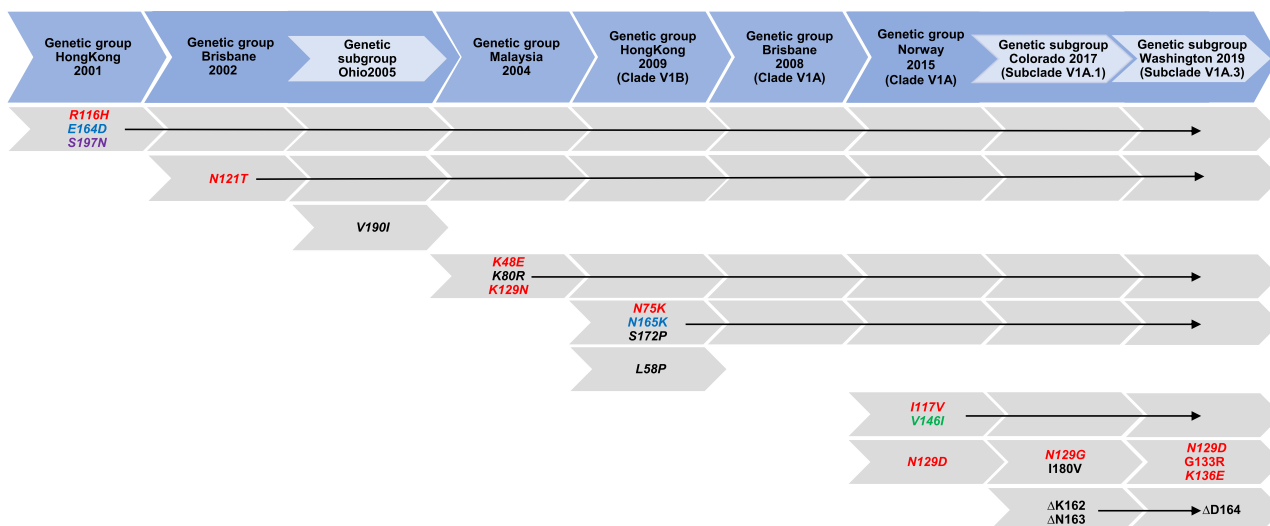 Genetic group
HongKong
2001
Genetic group
Brisbane
2002
Genetic
subgroup
Ohio2005
Genetic group
Malaysia
2004
Genetic group
HongKong
2009
(Clade V1B)
Genetic group
Brisbane
2008
(Clade V1A)
Genetic group
Norway
2015
(Clade V1A)
Genetic subgroup
Colorado 2017
(Subclade V1A.1)
Genetic subgroup
Washington 2019
(Subclade V1A.3)
R116H
E164D
S197N
N121T
V190I
K48E
K80R
K129N
N75K
N165K
S172P
L58P
I117V
V146I
N129D
N129G
I180V
N129D
G133R
K136E
ΔK162
ΔN163
ΔD164